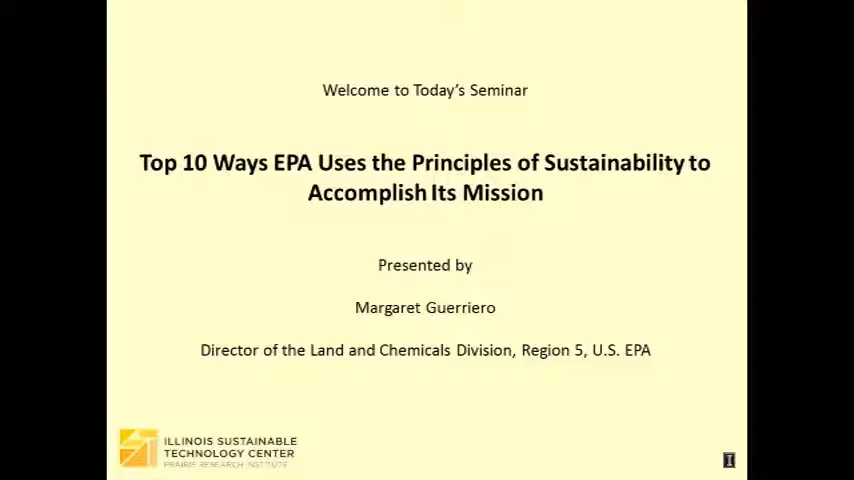 Welcome to Today's Seminar
Top 10 Ways EPA Uses the Principles of Sustainability to
Accomplish Its Mission
Presented by
Margaret Guerriero
Director of the Land and Chemicals Division, Region 5, U.S. EPA
ILLINOIS SUSTAINABLE
TECHNOLOGY CENTER
PRAIRIE RESEARCH INSTITUTE
I